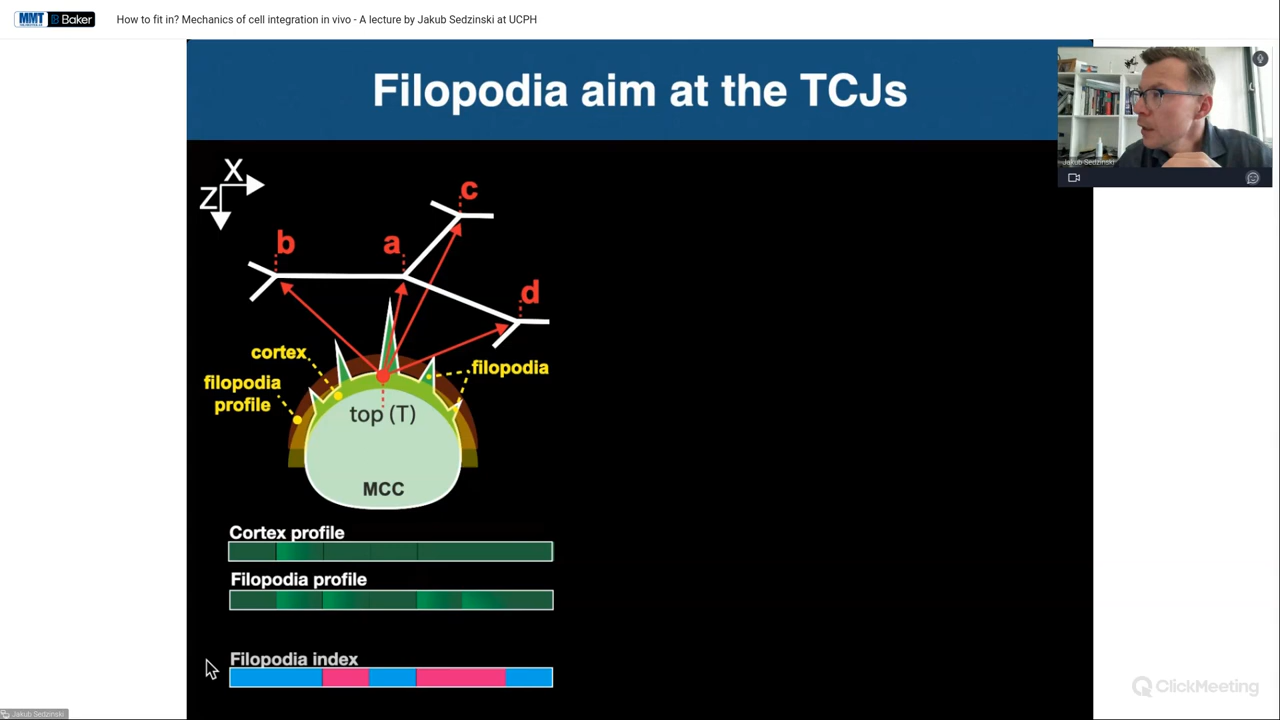 MMT Baker
How to fit in? Mechanics of cell integration in vivo - A lecture by Jakub Sedzinski at UCPH
Filopodia aim at the TCJs
Jakub Sedzinski
X
Z
c
b
a
d
cortex
filopodia
filopodia
profile
top (T)
MCC
Cortex profile
Filopodia profile
Filopodia index
ClickMeeting
Jakub Sedzinski